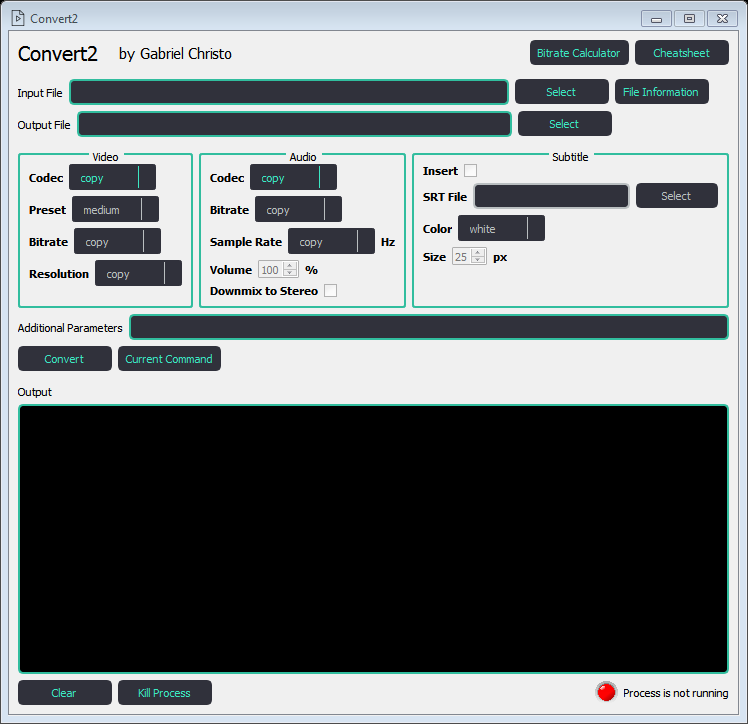 Convert2
Convert2 by Gabriel Christo
Bitrate Calculator
Cheatsheet
Input File
Select
File Information
Output File
Select
Video
Codec copy
Preset medium
Bitrate copy
Resolution copy
Audio
Codec copy
Bitrate copy
Sample Rate copy Hz
Volume 100 %
Downmix to Stereo
Subtitle
Insert
SRT File
Select
Color white
Size 25 px
Additional Parameters
Convert
Current Command
Output
Clear
Kill Process
Process is not running